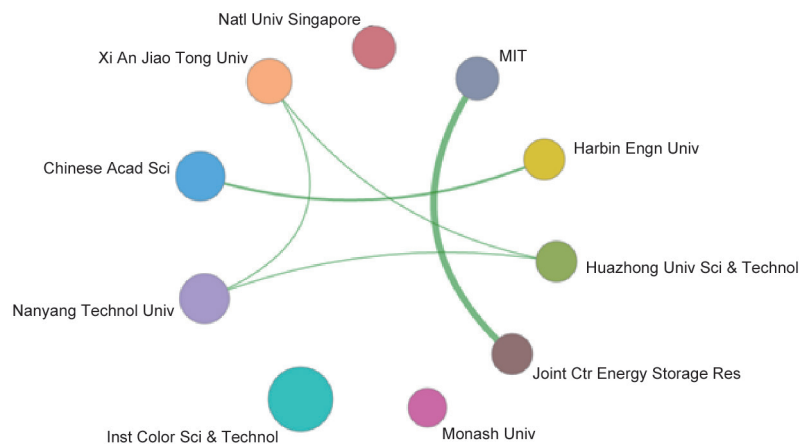 Natl Univ Singapore
Xi An Jiao Tong Univ
MIT
Chinese Acad Sci
Harbin Engn Univ
Huazhong Univ Sci & Technol
Nanyang Technol Univ
Joint Ctr Energy Storage Res
Inst Color Sci & Technol
Monash Univ